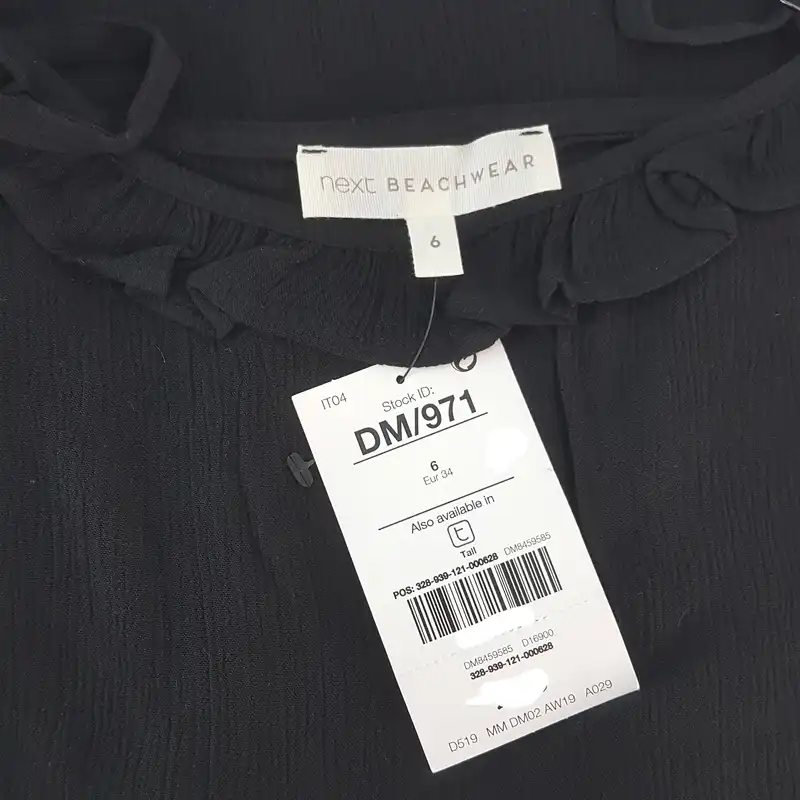 next BEACHWEAR
6
IT04
Stock ID:
DM/971
6
Eur 34
Also available in
t
Tall
POS: 328-939-121-000628 DM8459585
DM8459585 D16900
328-939-121-000628
D519 MM DM02 AW19 A029